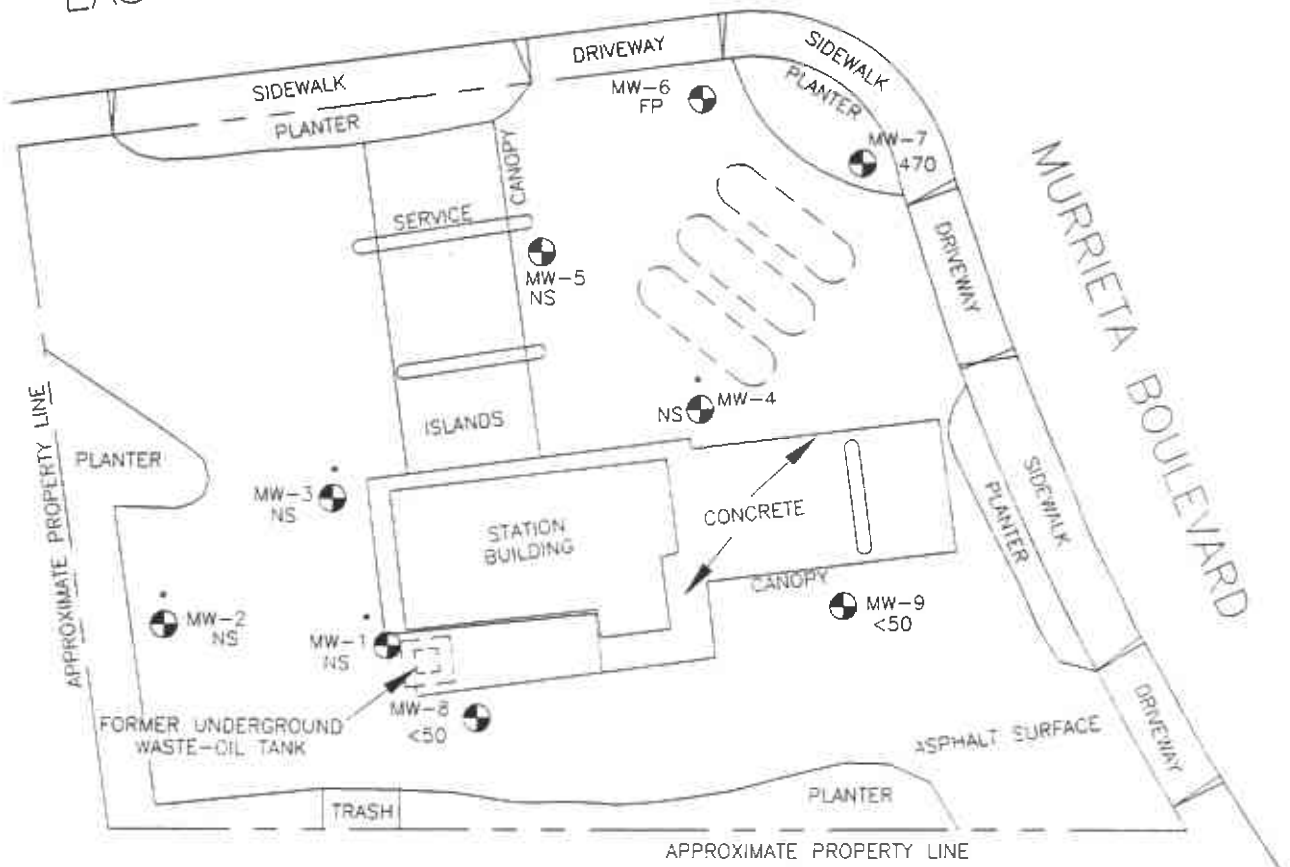 SIDEWALK
DRIVEWAY
SIDEWALK
PLANTER
PLANTER
MW-6
FP
MW-7
470
CANOPY
SERVICE
MURRIETA BOULEVARD
DRIVEWAY
MW-5
NS
NS MW-4
ISLANDS
APPROXIMATE PROPERTY LINE
PLANTER
MW-3
NS
STATION
BUILDING
CONCRETE
PLANTER
SIDEWALK
CANOPY
MW-2
NS
MW-1
NS
MW-9
<50
MW-8
<50
FORMER UNDERGROUND
WASTE-OIL TANK
ASPHALT SURFACE
DRIVEWAY
TRASH
PLANTER
APPROXIMATE PROPERTY LINE